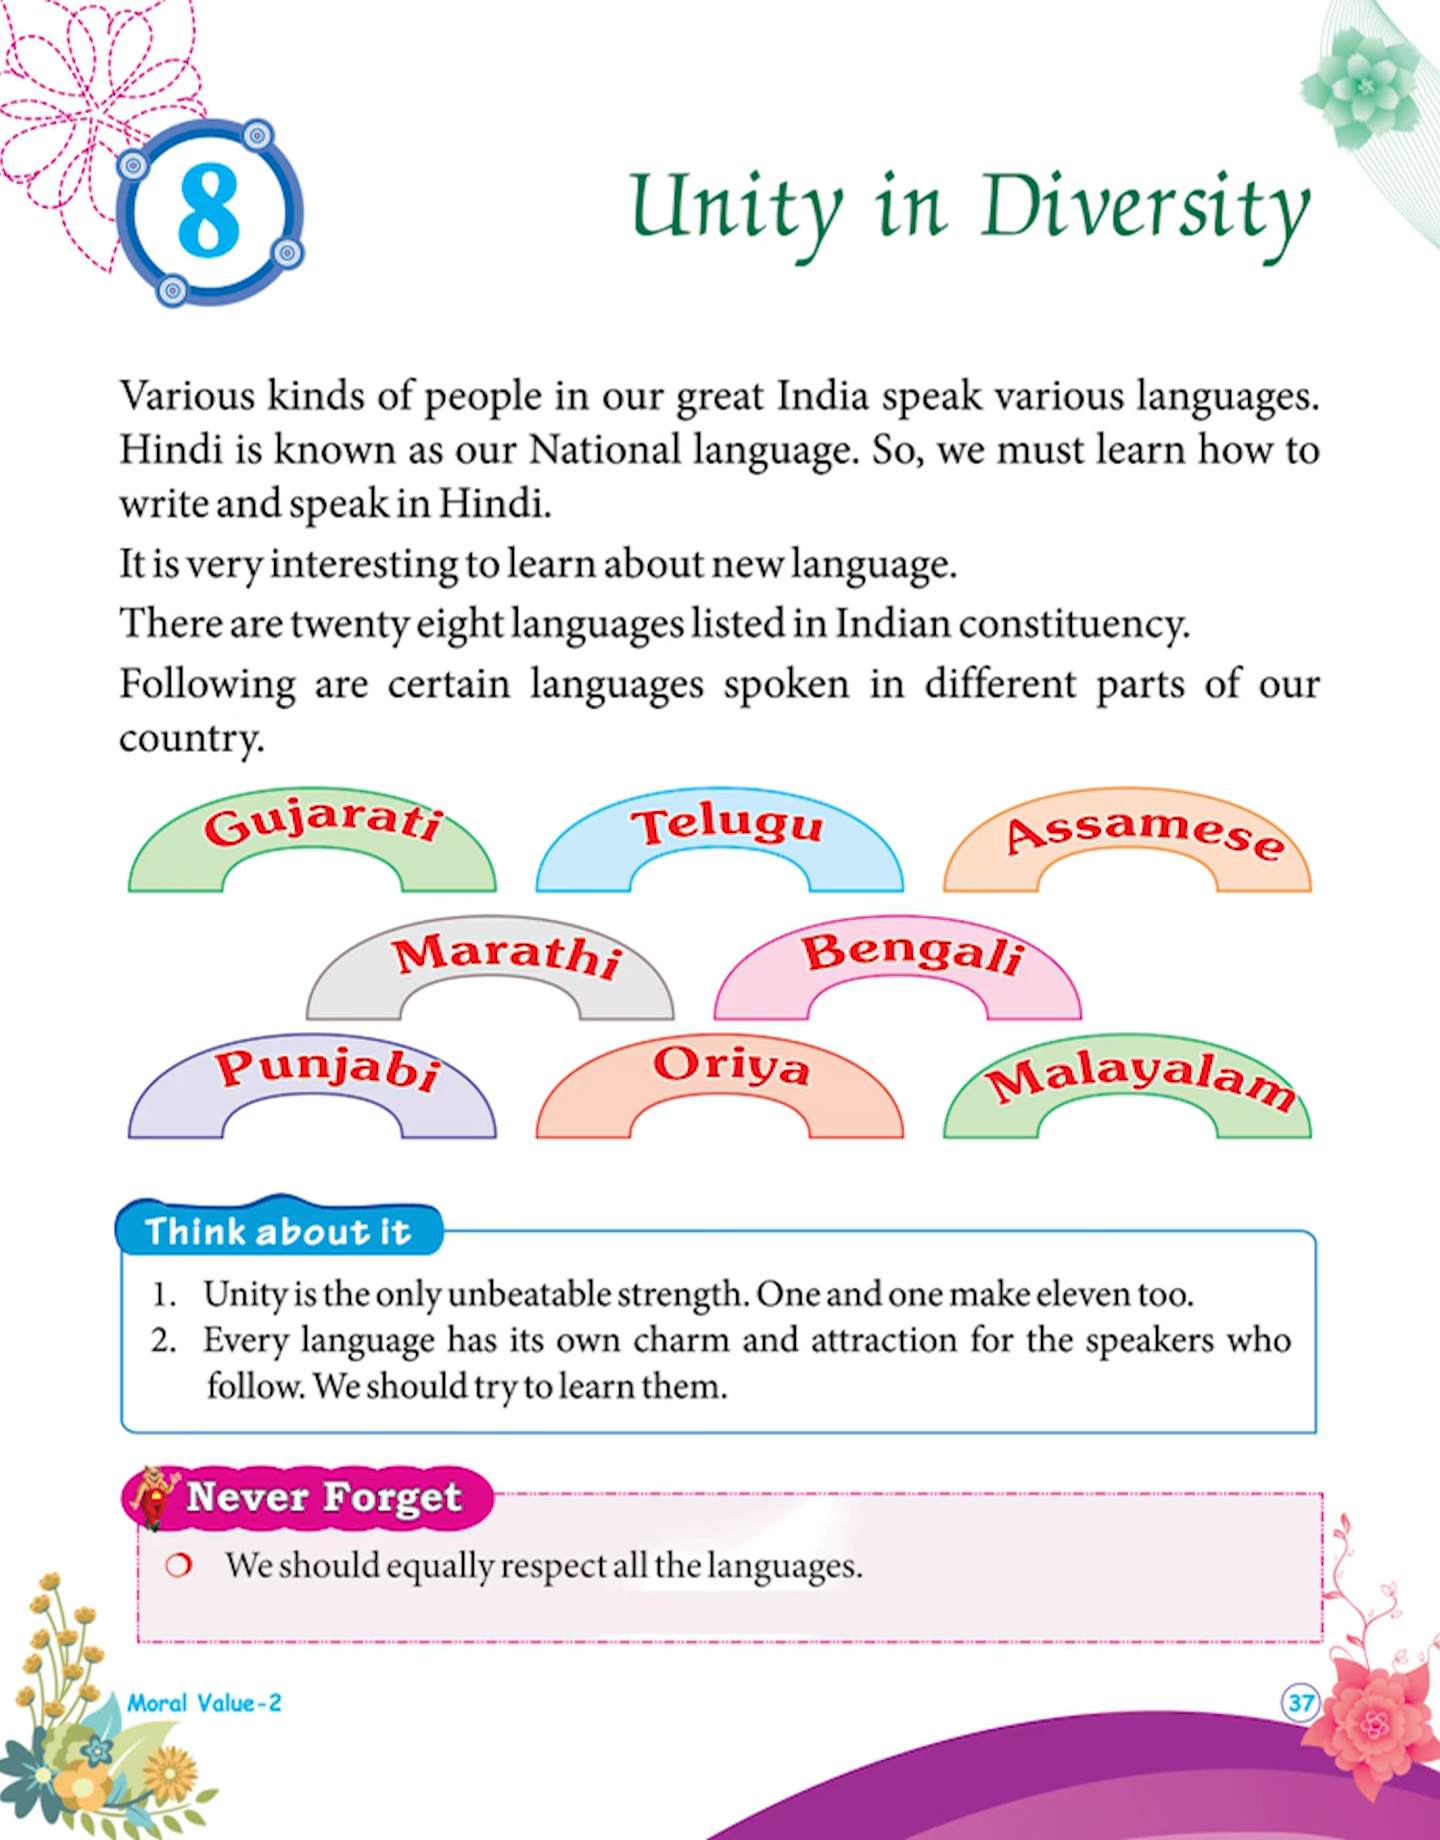 8
Unity in Diversity
Various kinds of people in our great India speak various languages.
Hindi is known as our National language. So, we must learn how to
write and speak in Hindi.
It is very interesting to learn about new language.
There are twenty eight languages listed in Indian constituency.
Following are certain languages spoken in different parts of our
country.
Gujarati Telugu Assamese
Marathi Bengali
Punjabi Oriya Malayalam
Think about it
1. Unity is the only unbeatable strength. One and one make eleven too.
2. Every language has its own charm and attraction for the speakers who
follow. We should try to learn them.
Never Forget
❍ We should equally respect all the languages.
Moral Value-2
37